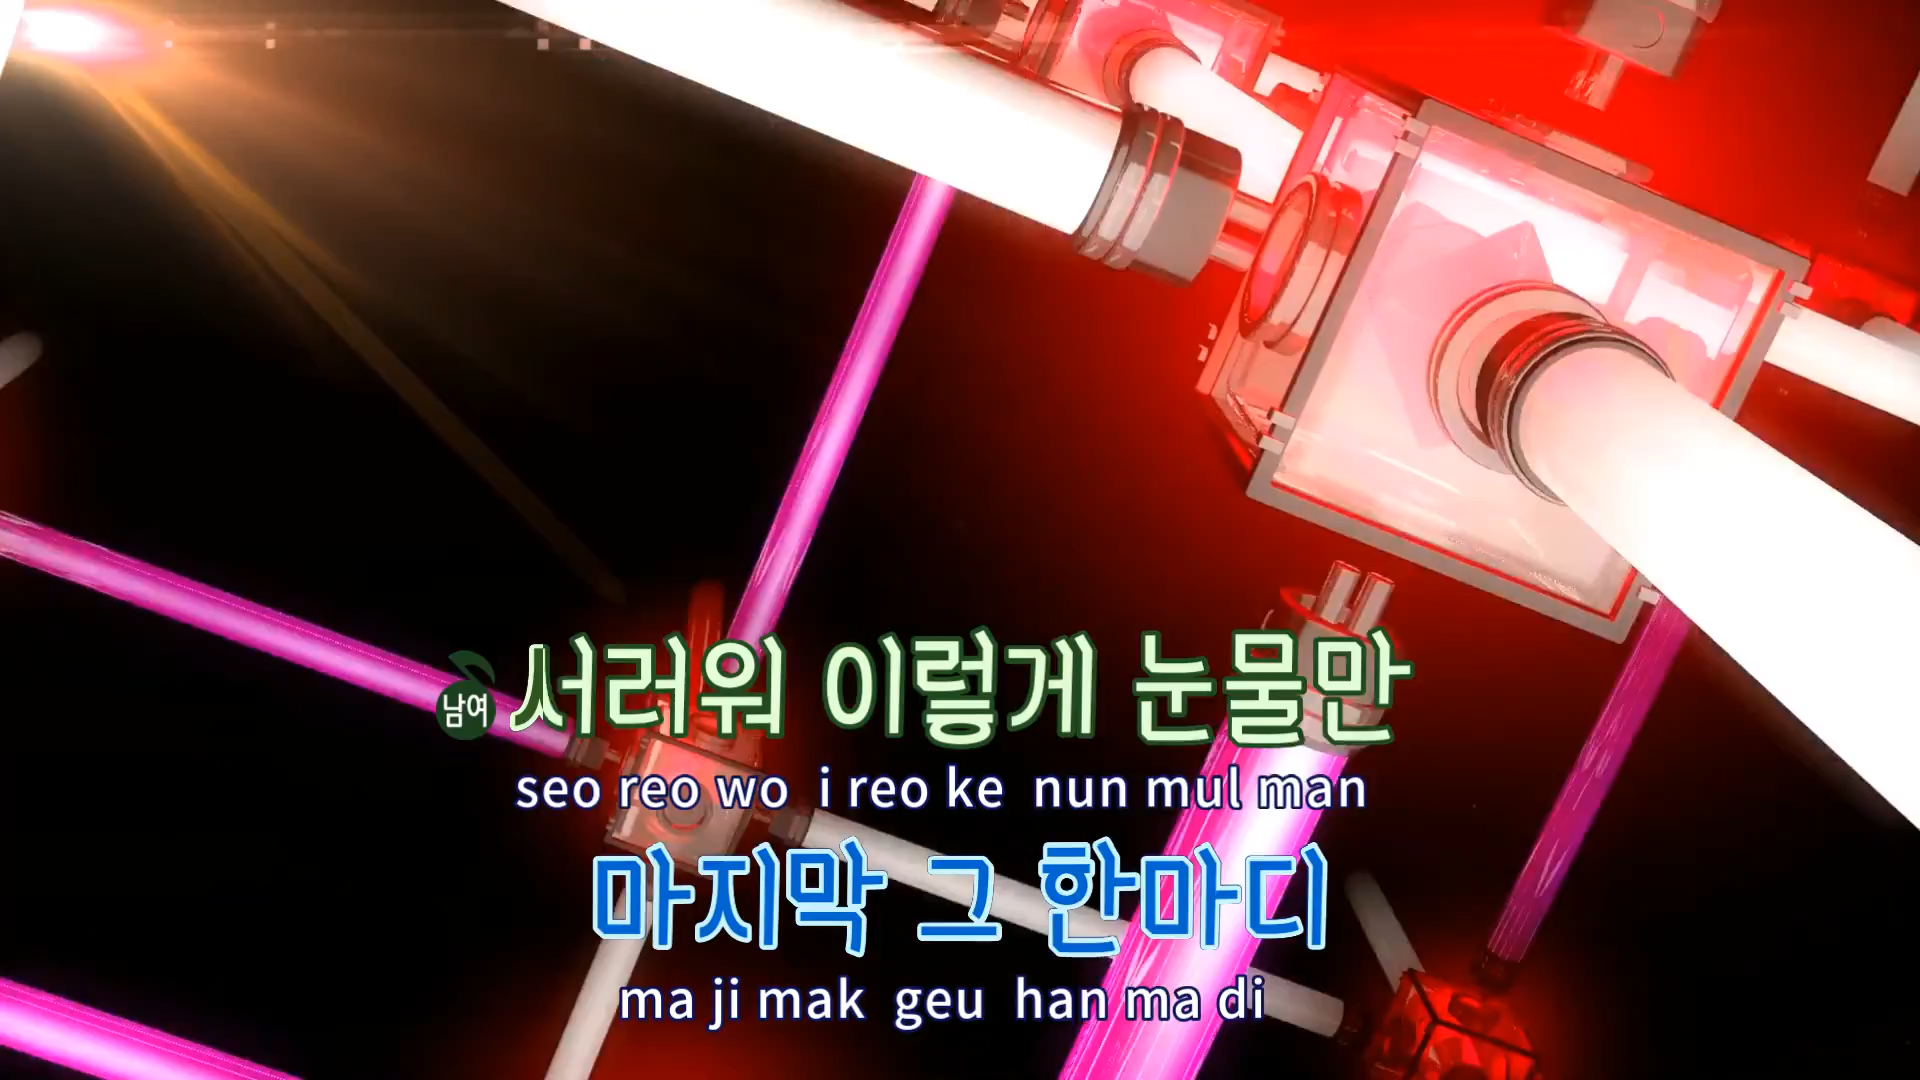 남여 서러워 이렇게 눈물만
seo reo wo i reo ke nun mul man
마지막 그 한마디
ma ji mak geu han ma di